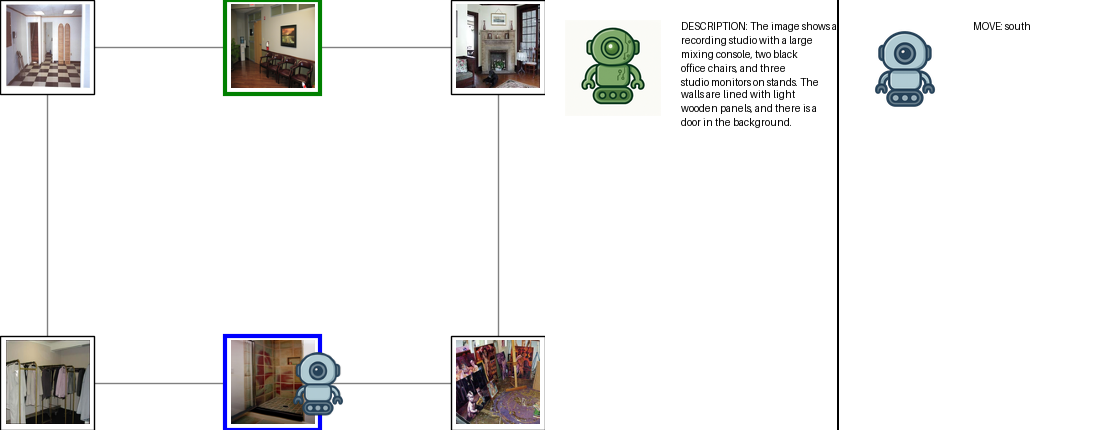 DESCRIPTION: The image shows a
recording studio with a large
mixing console, two black
office chairs, and three
studio monitors on stands. The
walls are lined with light
wooden panels, and there is a
door in the background.
MOVE: south